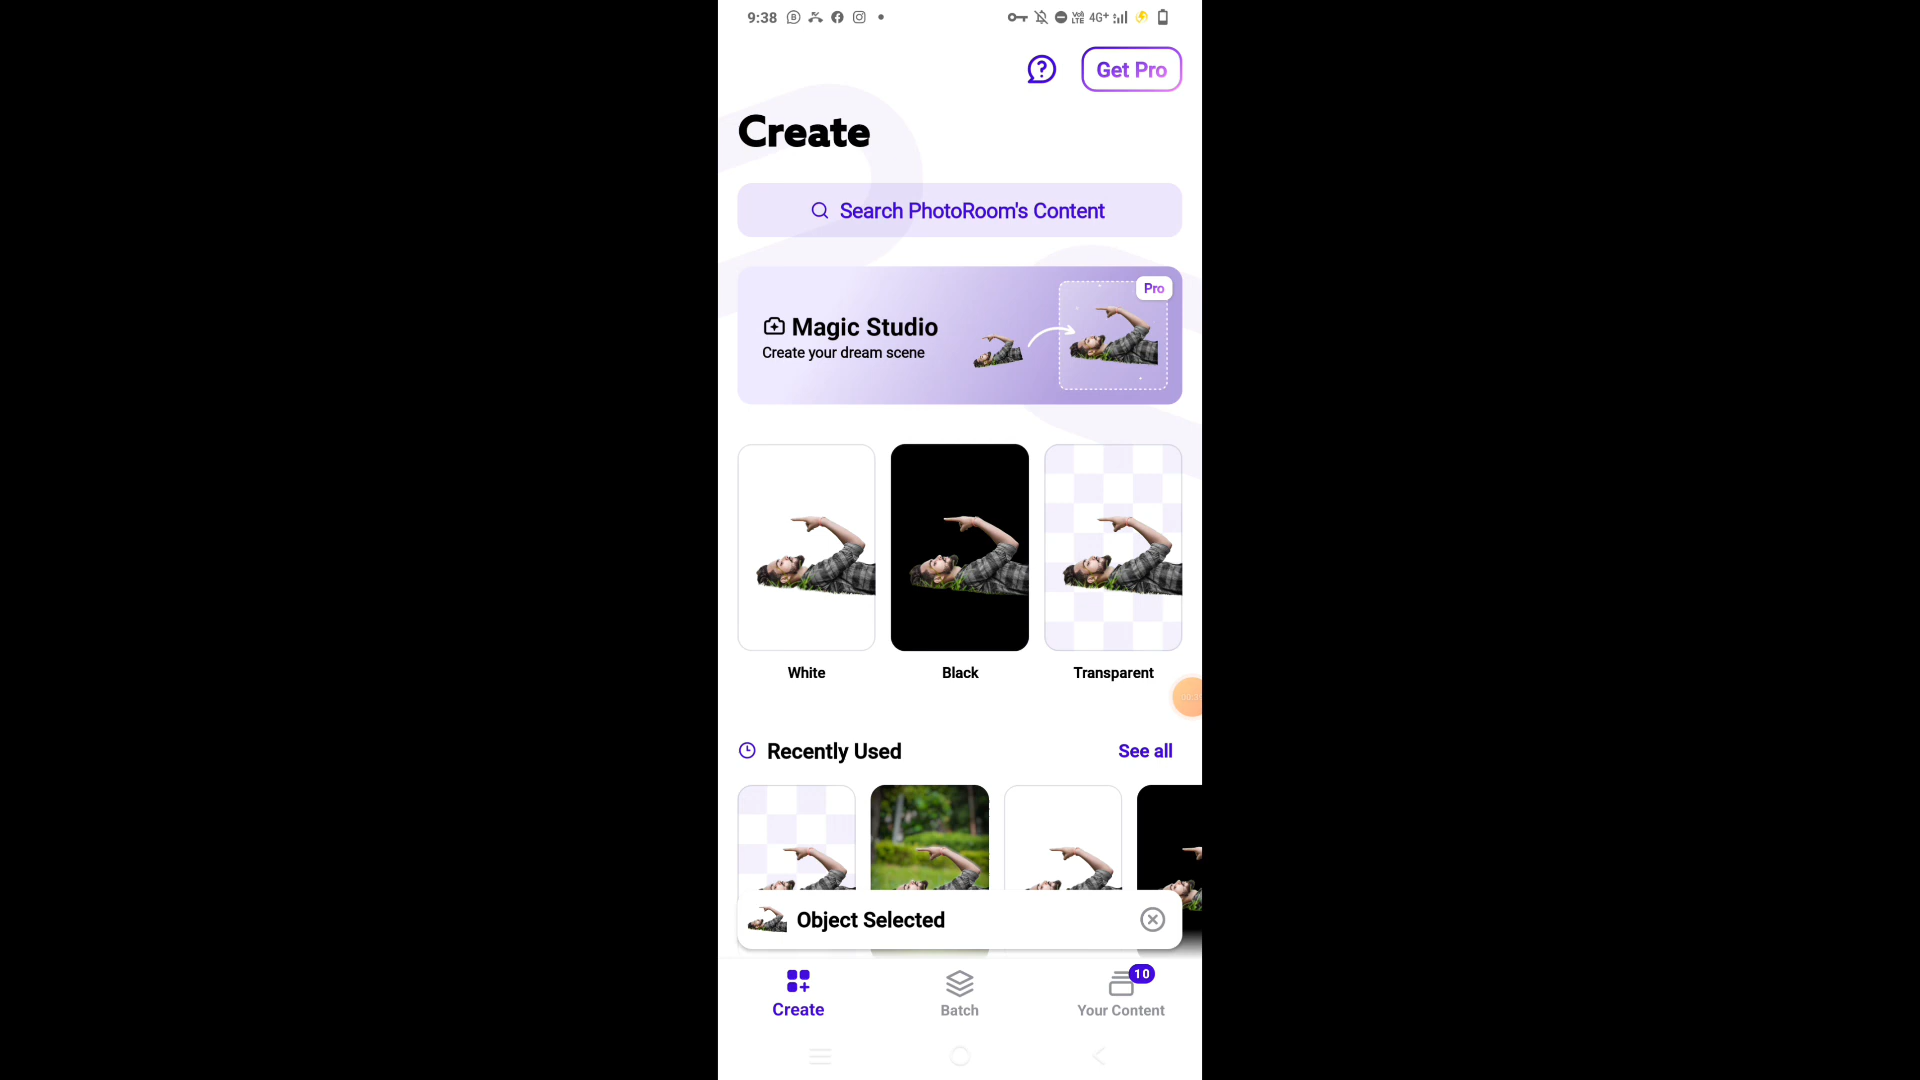 9:38
VoLTE 4G+
Get Pro
Create
Search PhotoRoom's Content
Pro
Magic Studio
Create your dream scene
White
Black
Transparent
Recently Used
See all
Object Selected
10
Create
Batch
Your Content